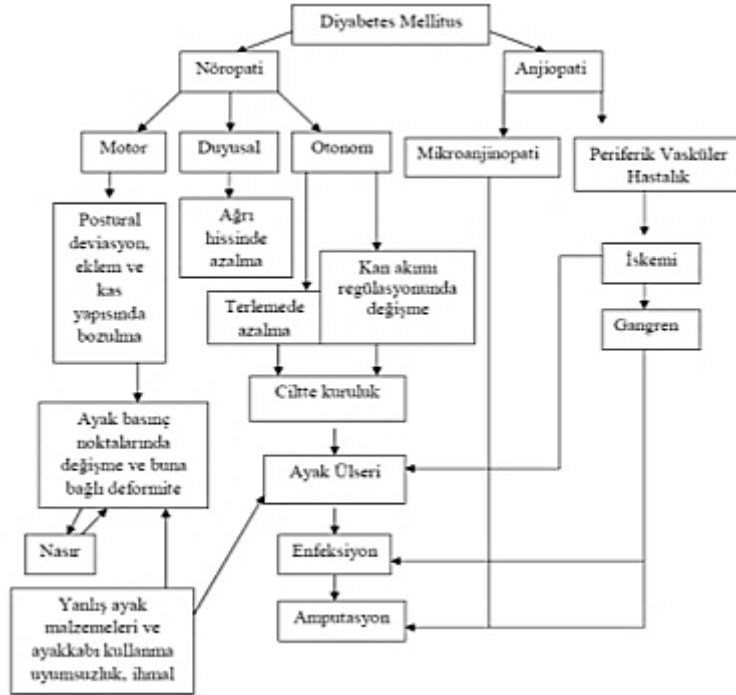 Diyabetes Mellitus
Nöropati
Anjiopati
Motor
Duyusal
Otonom
Mikroanjinopati
Periferik Vasküler
Hastalık
Postural
deviasyon,
eklem ve
kas
yapısında
bozulma
Ağrı
hissinde
azalma
Terlemede
azalma
Kan akımı
regülasyonunda
değişme
İskemi
Gangren
Ciltte kuruluk
Ayak basınç
noktalarında
değişme ve buna
bağlı deformite
Ayak Ülseri
Nasır
Enfeksiyon
Yanlış ayak
malzemeleri ve
ayakkabı kullanma
uyumsuzluk, ihmal
Amputasyon